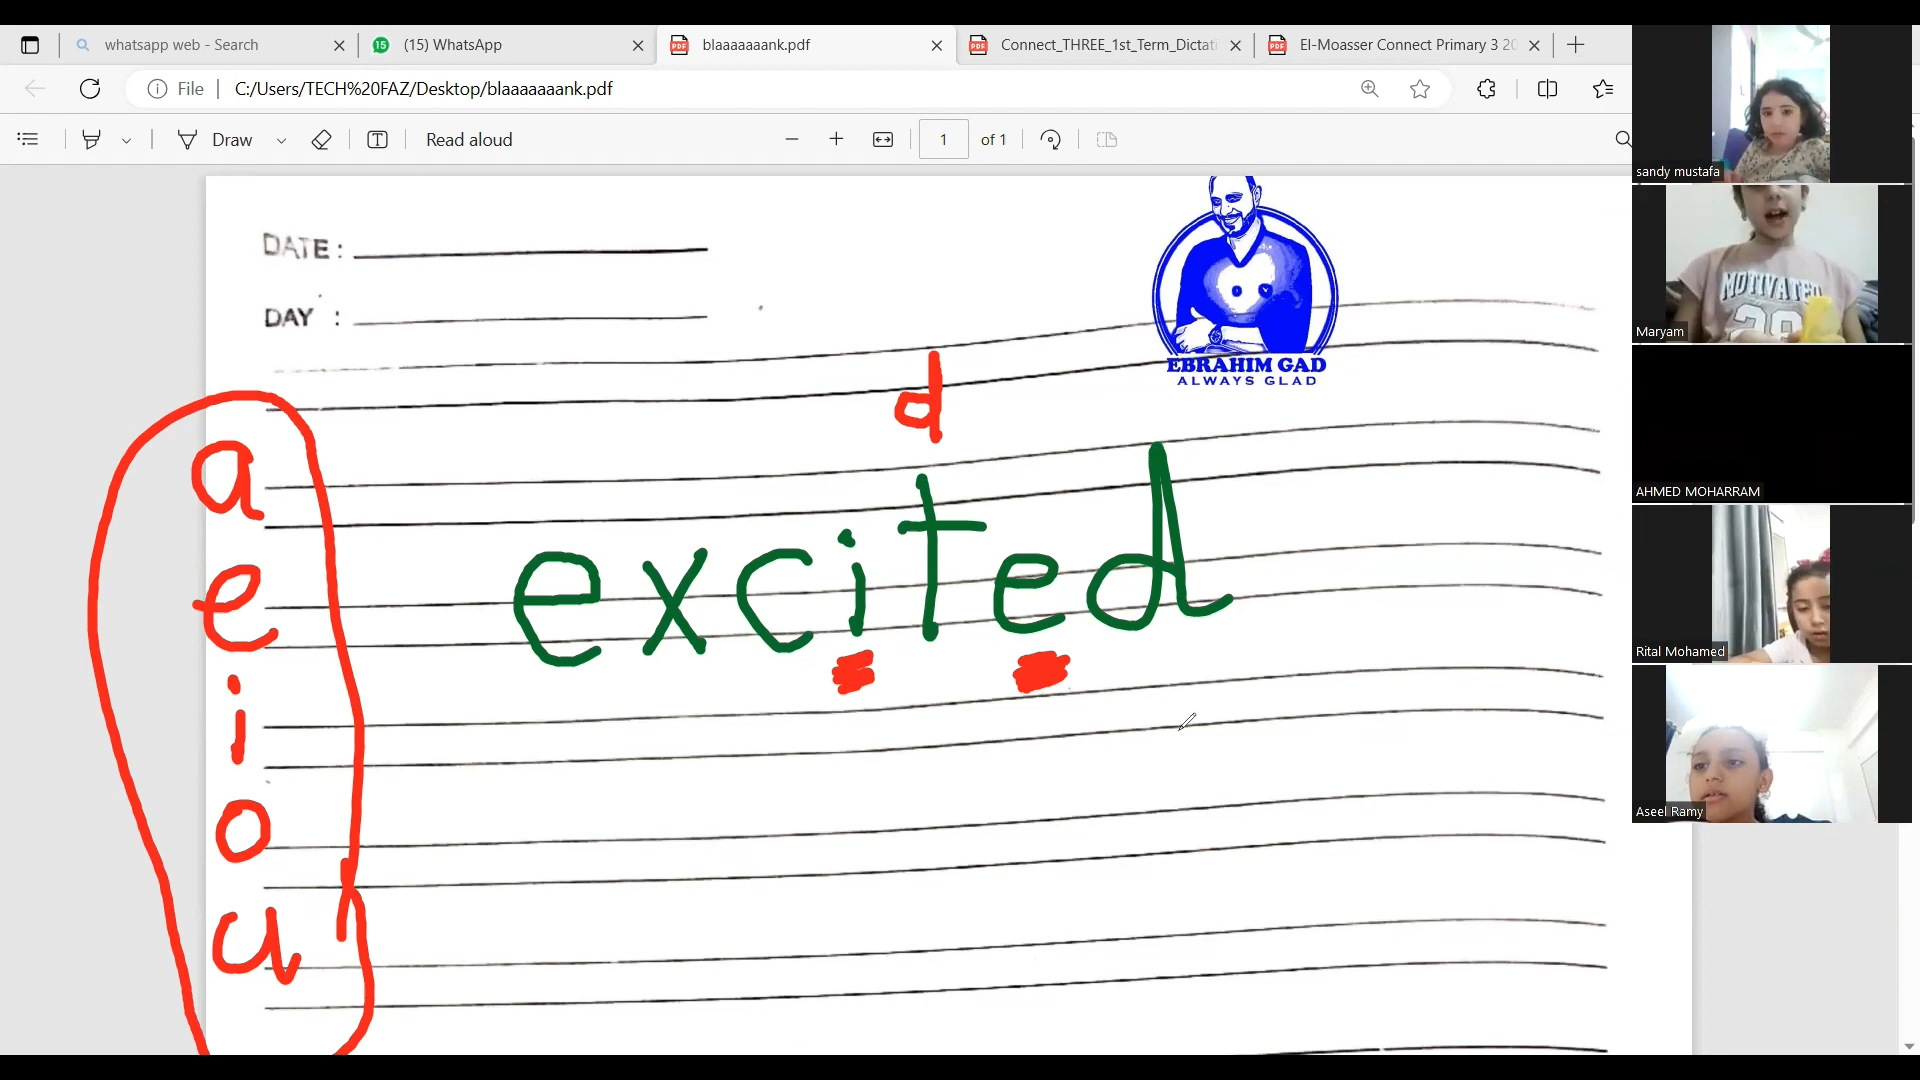 whatsapp web - Search
(15) WhatsApp
blaaaaaaank.pdf
Connect_THREE_1st_Term_Dictati
El-Moasser Connect Primary 3 20
File
C:/Users/TECH%20FAZ/Desktop/blaaaaaaank.pdf
Draw
Read aloud
1
of 1
DATE :
DAY :
EBRAHIM GAD
ALWAYS GLAD
d
excited
a
e
i
o
u
sandy mustafa
MOTIVATED
Maryam
AHMED MOHARRAM
Rital Mohamed
Aseel Ramy